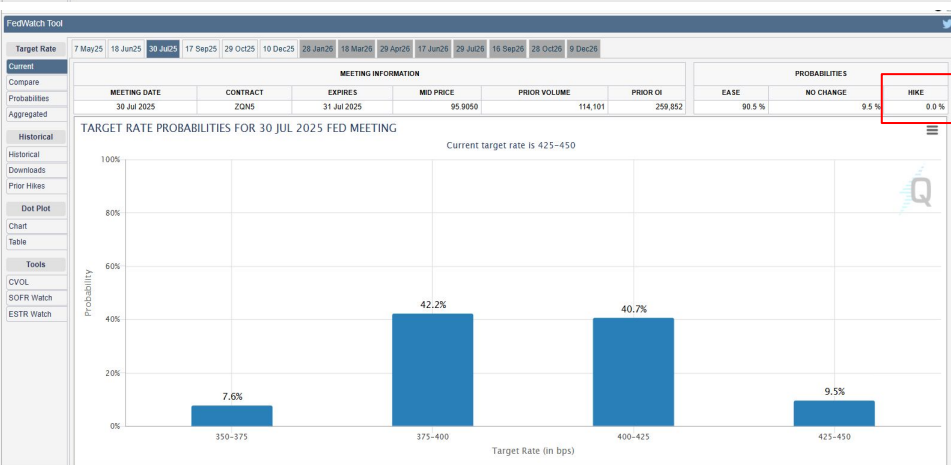 FedWatch Tool
Target Rate
Current
Compare
Probabilities
Aggregated
Historical
Historical
Downloads
Prior Hikes
Dot Plot
Chart
Table
Tools
CVOL
SOFR Watch
ESTR Watch
7 May25 18 Jun25 30 Jul25 17 Sep25 29 Oct25 10 Dec25 28 Jan26 18 Mar26 29 Apr26 17 Jun26 29 Jul26 16 Sep26 28 Oct26 9 Dec26
MEETING INFORMATION
MEETING DATE CONTRACT EXPIRES MID PRICE PRIOR VOLUME PRIOR OI
30 Jul 2025 ZQN5 31 Jul 2025 95.9050 114,101 259,852
PROBABILITIES
EASE NO CHANGE HIKE
90.5 % 9.5 % 0.0 %
TARGET RATE PROBABILITIES FOR 30 JUL 2025 FED MEETING
Current target rate is 425-450
Q
Probability
100%
80%
60%
40%
20%
0%
7.6%
42.2%
40.7%
9.5%
350-375 375-400 400-425 425-450
Target Rate (in bps)